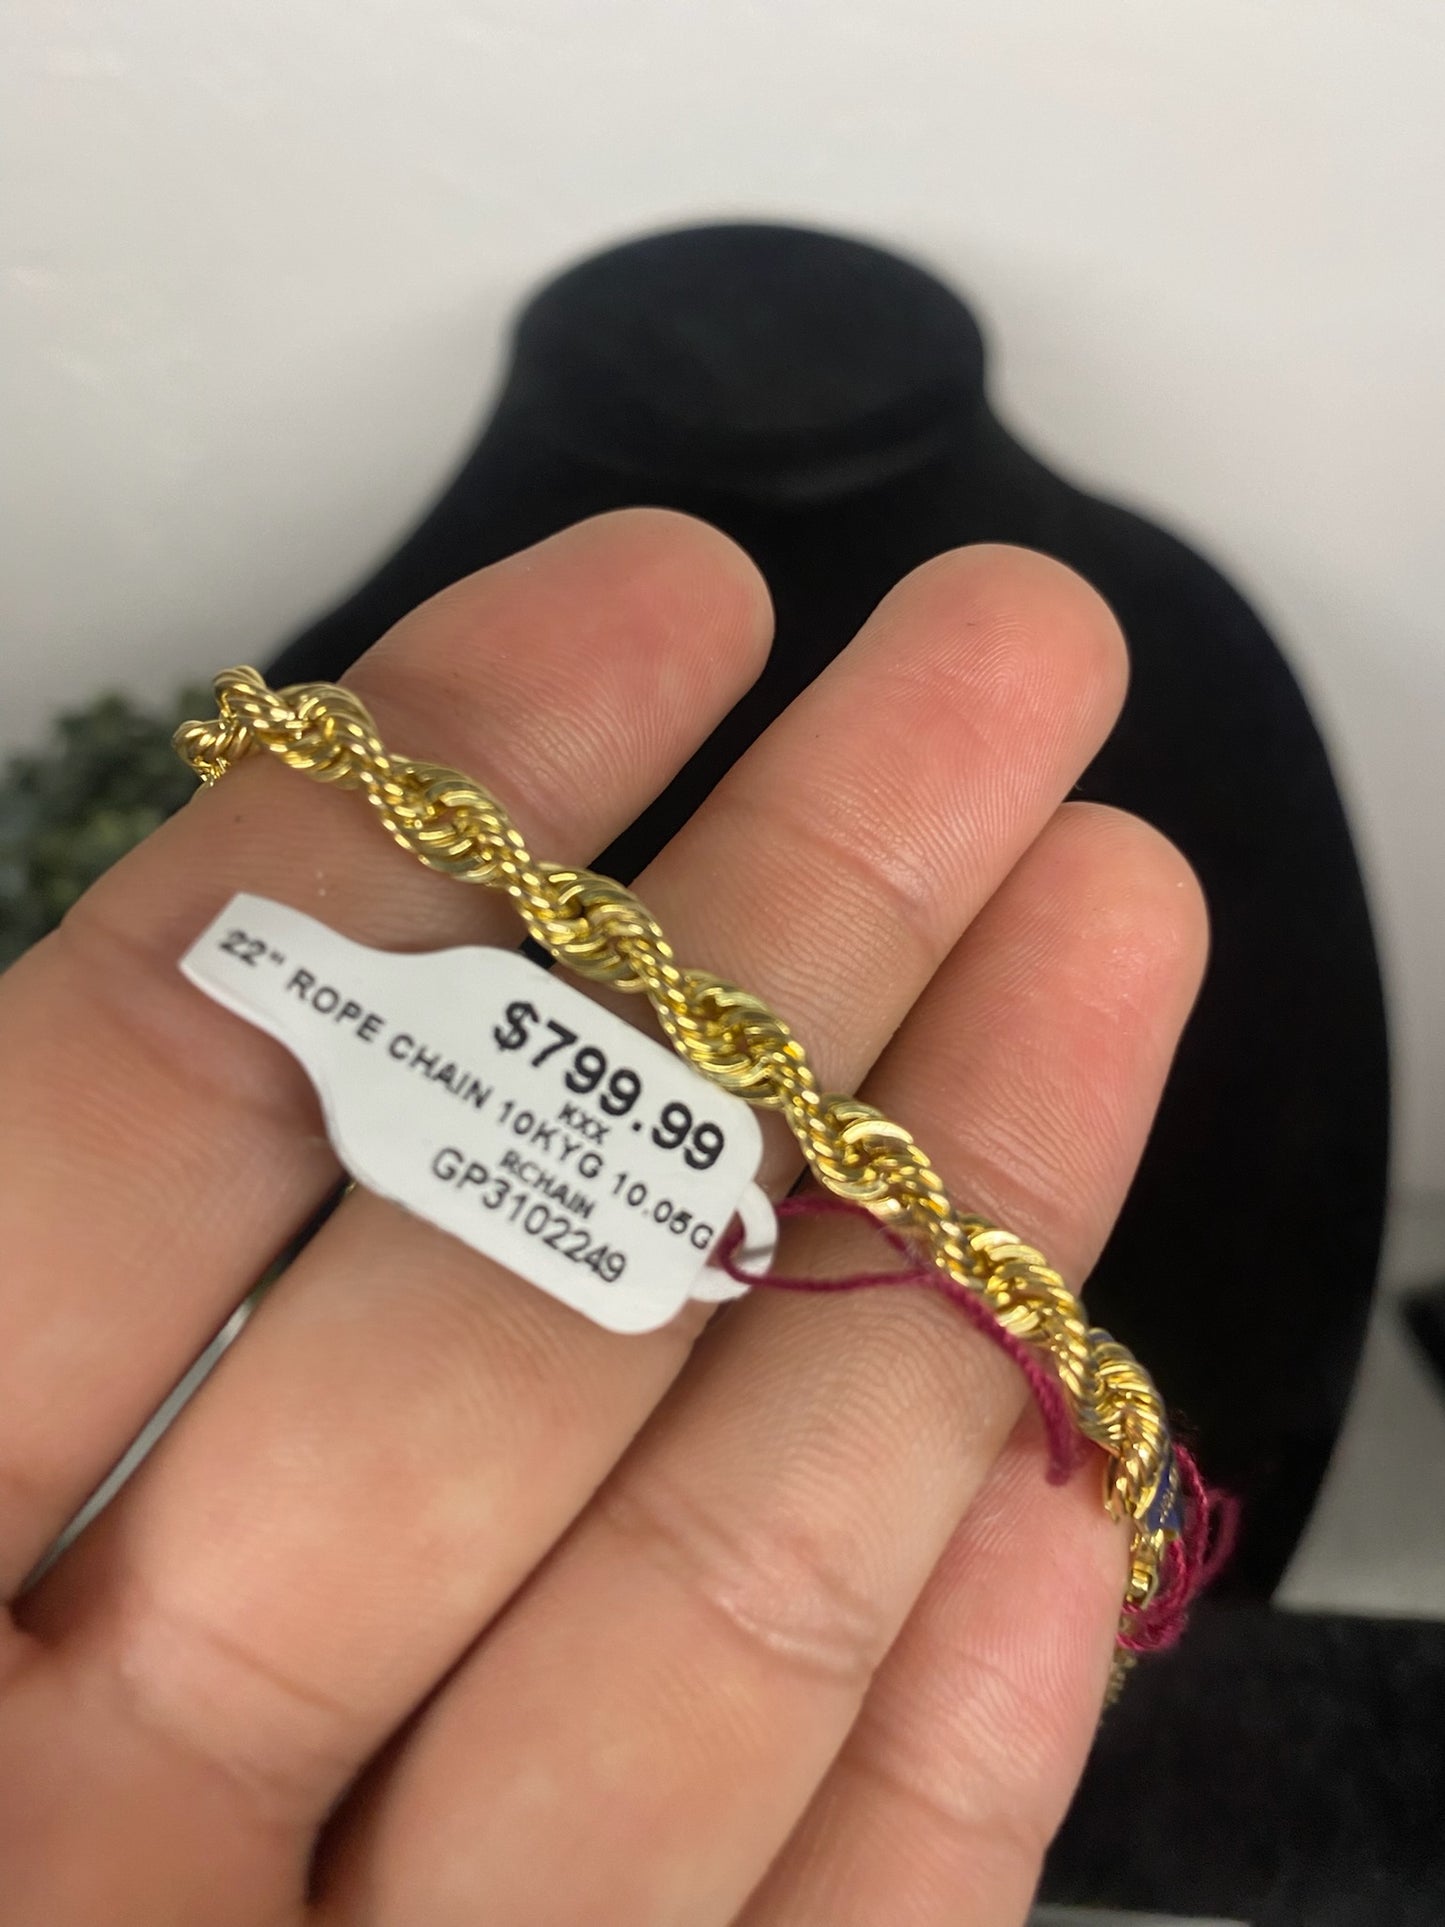 $799.99
KXX
22" ROPE CHAIN 10KYG 10.05G
RCHAIN
GP3102249